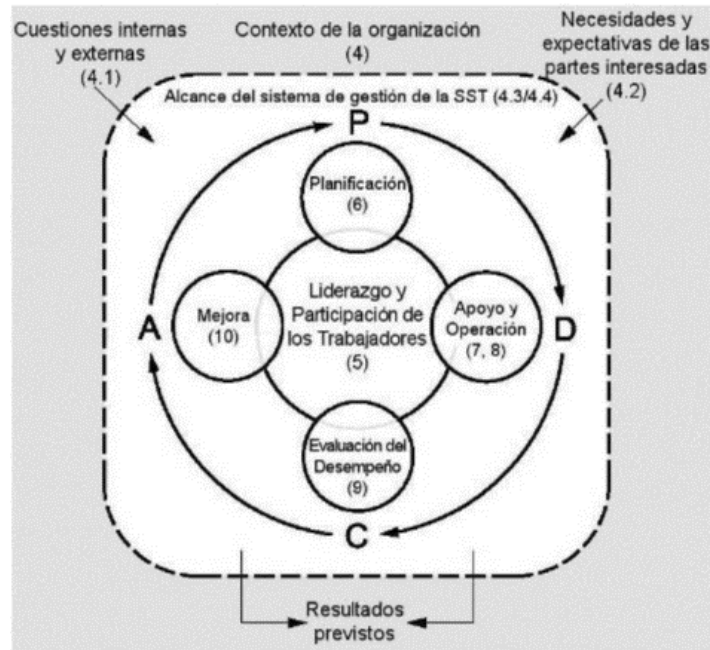 Cuestiones internas
y externas
(4.1)
Contexto de la organización
(4)
Necesidades y
expectativas de las
partes interesadas
(4.2)
Alcance del sistema de gestión de la SST (4.3/4.4)
P
Planificación
(6)
A
Mejora
(10)
Liderazgo y
Participación de
los Trabajadores
(5)
Apoyo y
Operación
(7, 8)
D
Evaluación del
Desempeño
(9)
C
Resultados
previstos